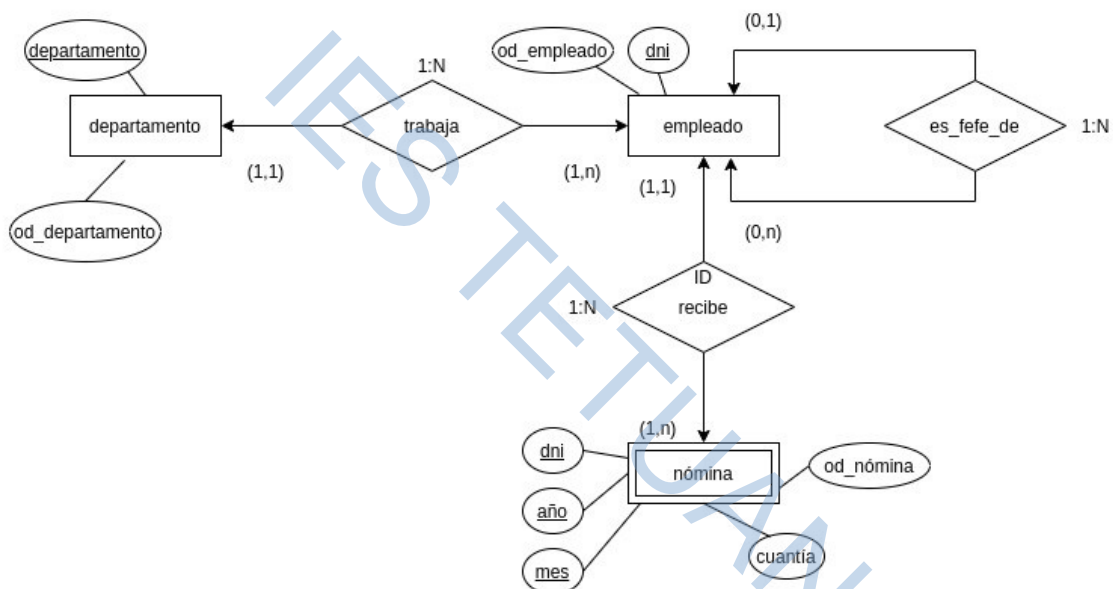 departamento
od_empleado
dni
(0,1)
1:N
departamento
trabaja
empleado
es_fefe_de
1:N
(1,1)
(1,n)
(1,1)
(0,n)
od_departamento
ID
1:N
recibe
(1,n)
dni
nómina
od_nómina
año
mes
cuantía
IES TETUAN